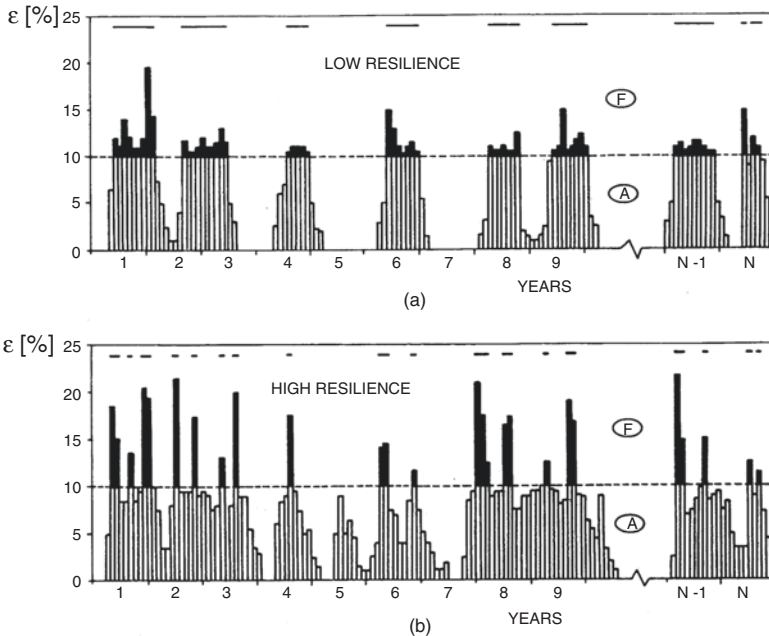 ε [%]
25
20
15
10
5
0
LOW RESILIENCE
F
A
1 2 3 4 5 6 7 8 9 N -1 N
YEARS
(a)
ε [%]
25
20
15
10
5
0
HIGH RESILIENCE
F
A
1 2 3 4 5 6 7 8 9 N -1 N
YEARS
(b)